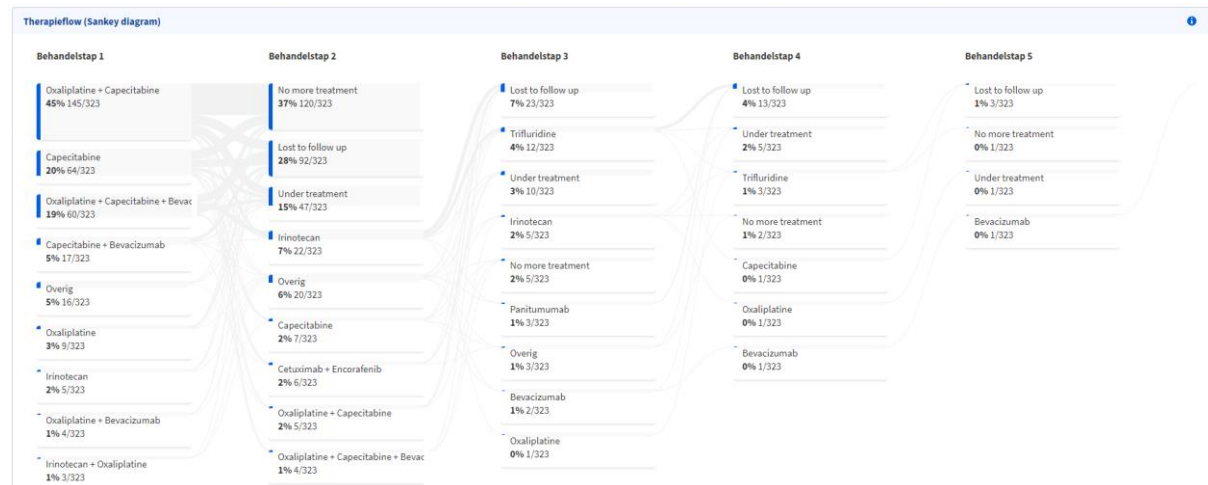 Therapieflow (Sankey diagram)
Behandelstap 1
Oxaliplatine + Capecitabine
45% 145/323
Capecitabine
20% 64/323
Oxaliplatine + Capecitabine + Bevac
19% 60/323
Capecitabine + Bevacizumab
5% 17/323
Overig
5% 16/323
Oxaliplatine
3% 9/323
Irinotecan
2% 5/323
Oxaliplatine + Bevacizumab
1% 4/323
Irinotecan + Oxaliplatine
1% 3/323
Behandelstap 2
No more treatment
37% 120/323
Lost to follow up
28% 92/323
Under treatment
15% 47/323
Irinotecan
7% 22/323
Overig
6% 20/323
Capecitabine
2% 7/323
Cetuximab + Encorafenib
2% 6/323
Oxaliplatine + Capecitabine
2% 5/323
Oxaliplatine + Capecitabine + Bevac
1% 4/323
Behandelstap 3
Lost to follow up
7% 23/323
Trifluridine
4% 12/323
Under treatment
3% 10/323
Irinotecan
2% 5/323
No more treatment
2% 5/323
Panitumumab
1% 3/323
Overig
1% 3/323
Bevacizumab
1% 2/323
Oxaliplatine
0% 1/323
Behandelstap 4
Lost to follow up
4% 13/323
Under treatment
2% 5/323
Trifluridine
1% 3/323
No more treatment
1% 2/323
Capecitabine
0% 1/323
Oxaliplatine
0% 1/323
Bevacizumab
0% 1/323
Behandelstap 5
Lost to follow up
1% 3/323
No more treatment
0% 1/323
Under treatment
0% 1/323
Bevacizumab
0% 1/323